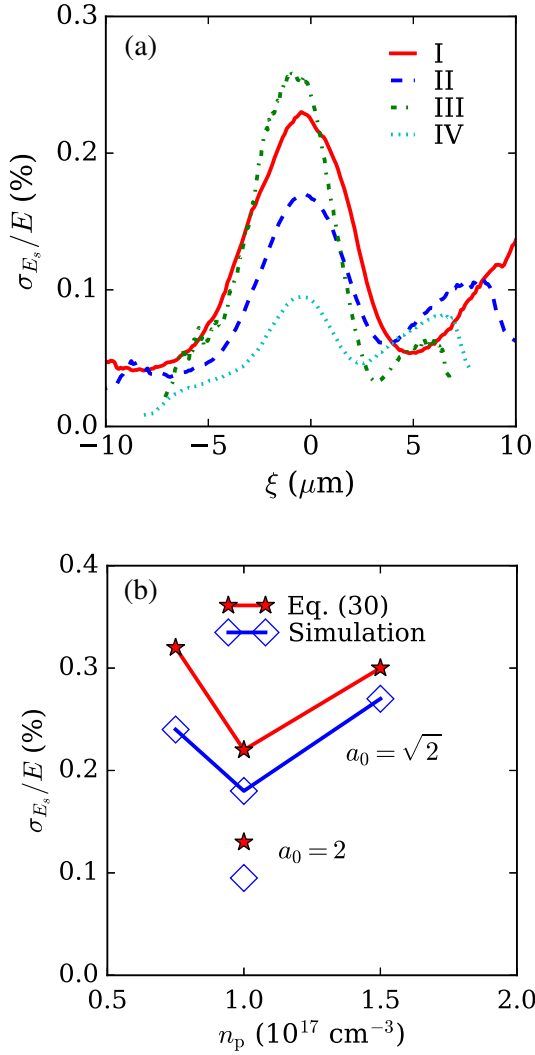 (a)
I
II
III
IV
0.3
0.2
0.1
0.0
σ_{E_s}/E (%)
−10 −5 0 5 10
ξ (μm)
(b)
Eq. (30)
Simulation
a₀ = √2
a₀ = 2
0.4
0.3
0.2
0.1
0.0
σ_{E_s}/E (%)
0.5 1.0 1.5 2.0
n_p (10¹⁷ cm⁻³)